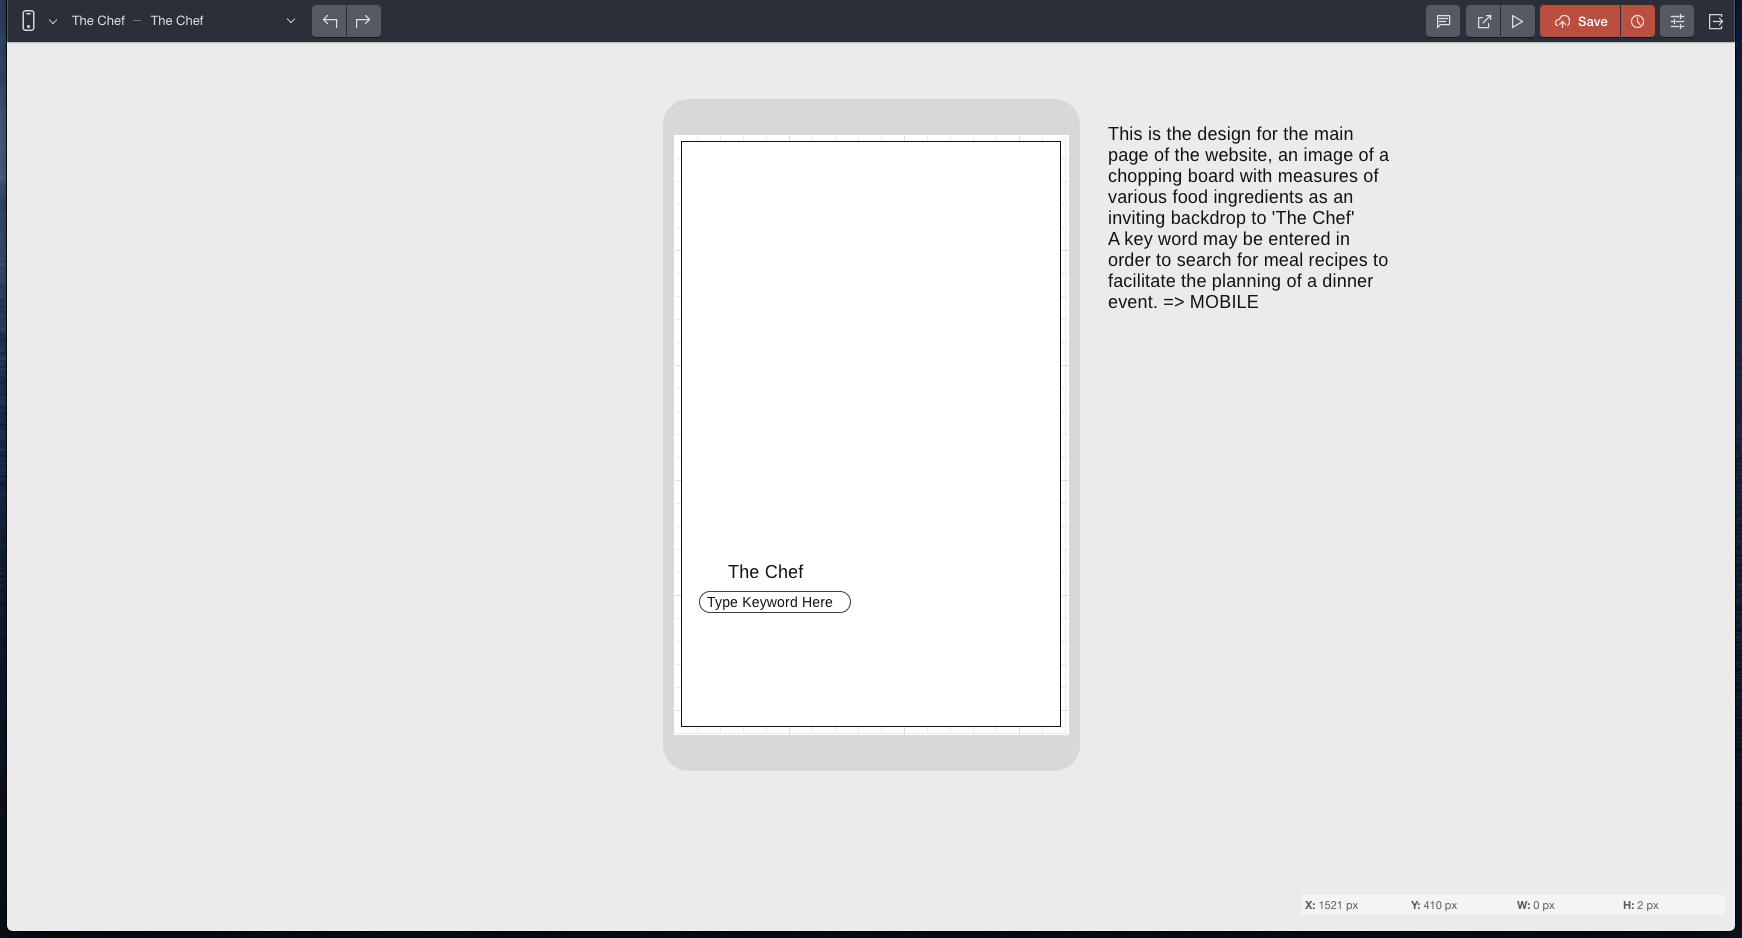 The Chef – The Chef
Save
This is the design for the main
page of the website, an image of a
chopping board with measures of
various food ingredients as an
inviting backdrop to 'The Chef'
A key word may be entered in
order to search for meal recipes to
facilitate the planning of a dinner
event. => MOBILE
The Chef
Type Keyword Here
X: 1521 px Y: 410 px W: 0 px H: 2 px